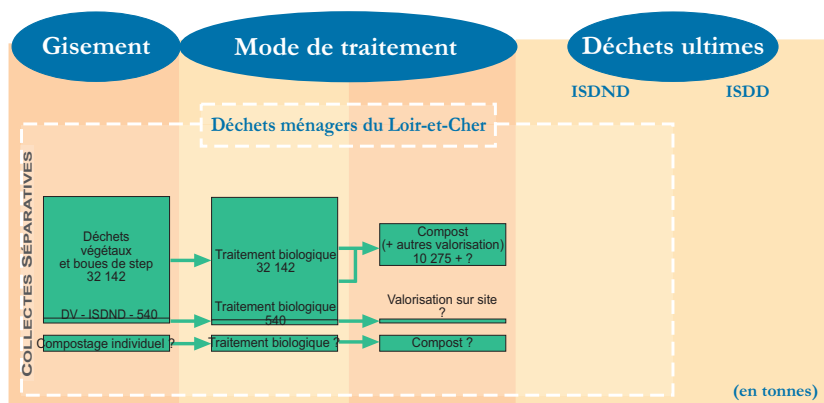 Gisement
Mode de traitement
Déchets ultimes
ISDND
ISDD
Déchets ménagers du Loir-et-Cher
COLLECTES SÉPARATIVES
Déchets
végétaux
et boues de step
32 142
Traitement biologique
32 142
Compost
(+ autres valorisation)
10 275 + ?
DV - ISDND - 540
Traitement biologique
540
Valorisation sur site
?
Compostage individuel ?
Traitement biologique ?
Compost ?
(en tonnes)